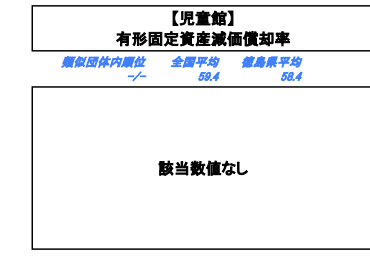 【児童館】
有形固定資産減価償却率
類似団体内順位 全国平均 徳島県平均
-/- 59.4 58.4
該当数値なし